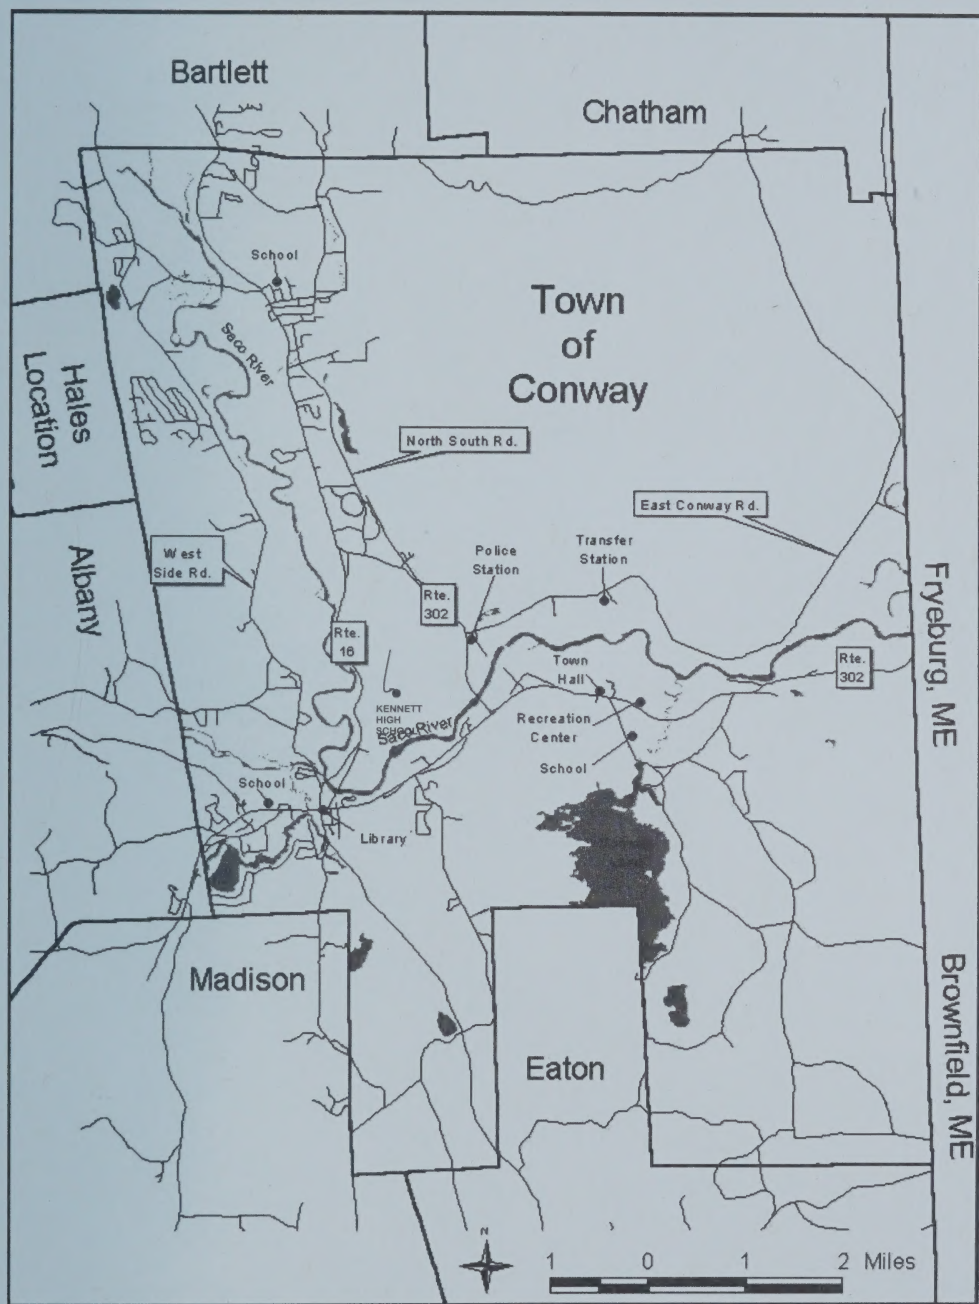 Bartlett
Chatham
School
Town
of
Conway
Saco River
Hales
Location
North South Rd.
East Conway Rd.
West
Side Rd.
Albany
Police
Station
Transfer
Station
Rte.
302
Rte.
16
Fryeburg, ME
Town
Hall
Rte.
302
KENNETT
HIGH
SCHOOL
Saco River
Recreation
Center
School
School
Library
Madison
Eaton
Brownfield, ME
N
1 0 1 2 Miles